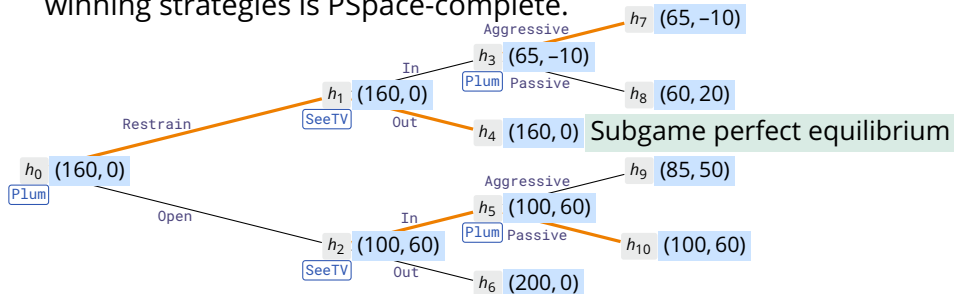 winning strategies is PSpace-complete.
Aggressive
h7 (65, –10)
h3 (65, –10)
In
Plum
Passive
h1 (160, 0)
h8 (60, 20)
SeeTV
Restrain
Out
h4 (160, 0) Subgame perfect equilibrium
h0 (160, 0)
h9 (85, 50)
Plum
Aggressive
h5 (100, 60)
Open
In
Plum
Passive
h2 (100, 60)
h10 (100, 60)
SeeTV
Out
h6 (200, 0)